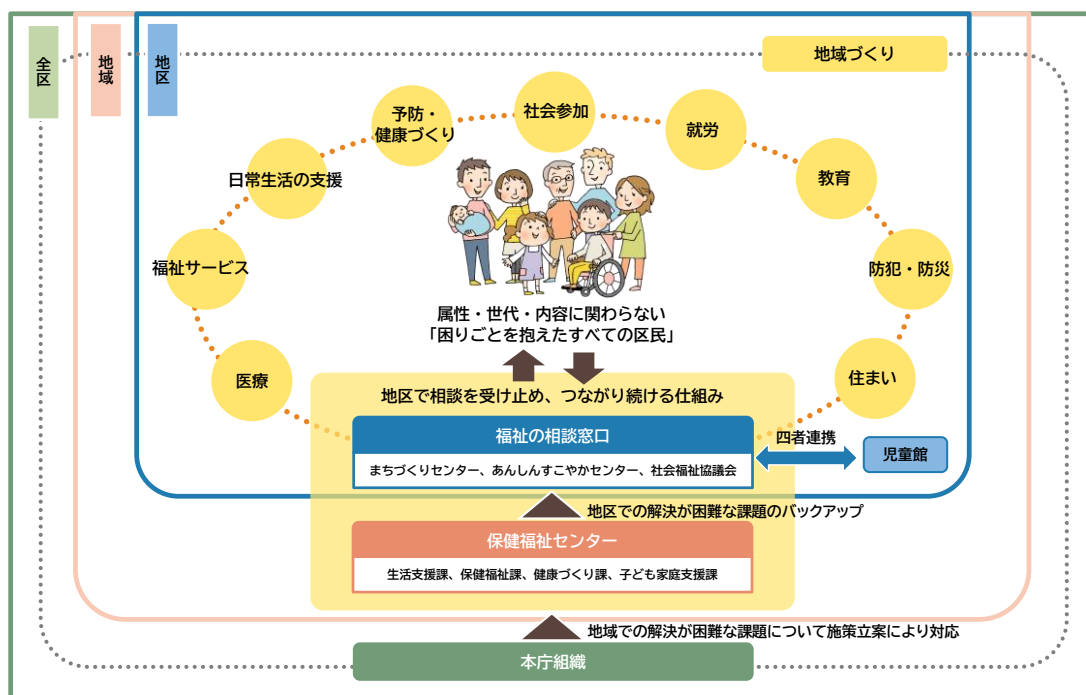 全区
地域
地区
地域づくり
社会参加
予防・
健康づくり
就労
日常生活の支援
教育
福祉サービス
防犯・防災
医療
住まい
属性・世代・内容に関わらない
「困りごとを抱えたすべての区民」
地区で相談を受け止め、つながり続ける仕組み
福祉の相談窓口
まちづくりセンター、あんしんすこやかセンター、社会福祉協議会
四者連携
児童館
地区での解決が困難な課題のバックアップ
保健福祉センター
生活支援課、保健福祉課、健康づくり課、子ども家庭支援課
地域での解決が困難な課題について施策立案により対応
本庁組織